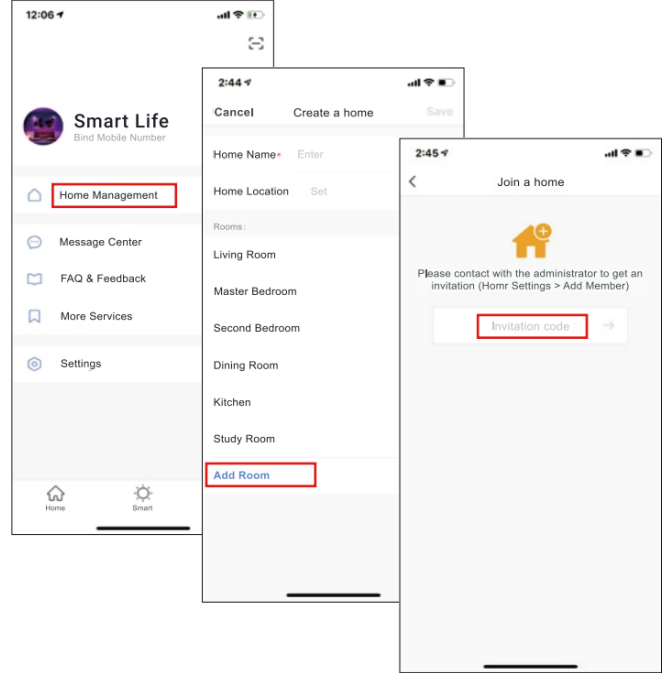 12:06
Smart Life
Bind Mobile Number
Home Management
Message Center
FAQ & Feedback
More Services
Settings
Home
Smart
2:44
Cancel
Create a home
Save
Home Name*
Enter
Home Location
Set
Rooms:
Living Room
Master Bedroom
Second Bedroom
Dining Room
Kitchen
Study Room
Add Room
2:45
Join a home
Please contact with the administrator to get an
invitation (Homr Settings > Add Member)
Invitation code